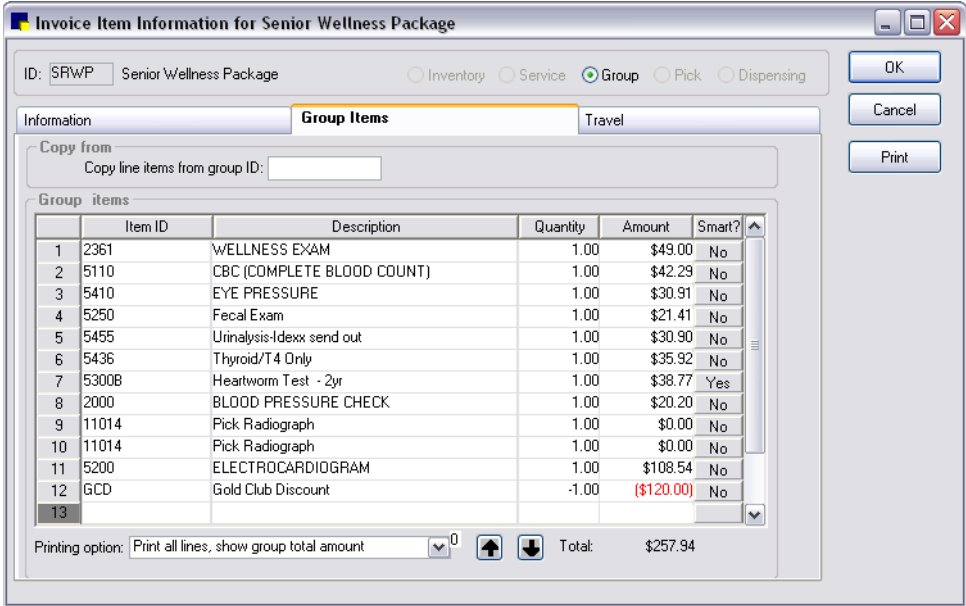 Invoice Item Information for Senior Wellness Package
ID: SRWP Senior Wellness Package Inventory Service Group Pick Dispensing OK
Cancel
Print
Information Group Items Travel
Copy from
Copy line items from group ID:
Group items
Item ID Description Quantity Amount Smart?
1 2361 WELLNESS EXAM 1.00 $49.00 No
2 5110 CBC (COMPLETE BLOOD COUNT) 1.00 $42.29 No
3 5410 EYE PRESSURE 1.00 $30.91 No
4 5250 Fecal Exam 1.00 $21.41 No
5 5455 Urinalysis-Idexx send out 1.00 $30.90 No
6 5436 Thyroid/T4 Only 1.00 $35.92 No
7 5300B Heartworm Test - 2yr 1.00 $38.77 Yes
8 2000 BLOOD PRESSURE CHECK 1.00 $20.20 No
9 11014 Pick Radiograph 1.00 $0.00 No
10 11014 Pick Radiograph 1.00 $0.00 No
11 5200 ELECTROCARDIOGRAM 1.00 $108.54 No
12 GCD Gold Club Discount -1.00 ($120.00) No
13
Printing option: Print all lines, show group total amount 0 Total: $257.94